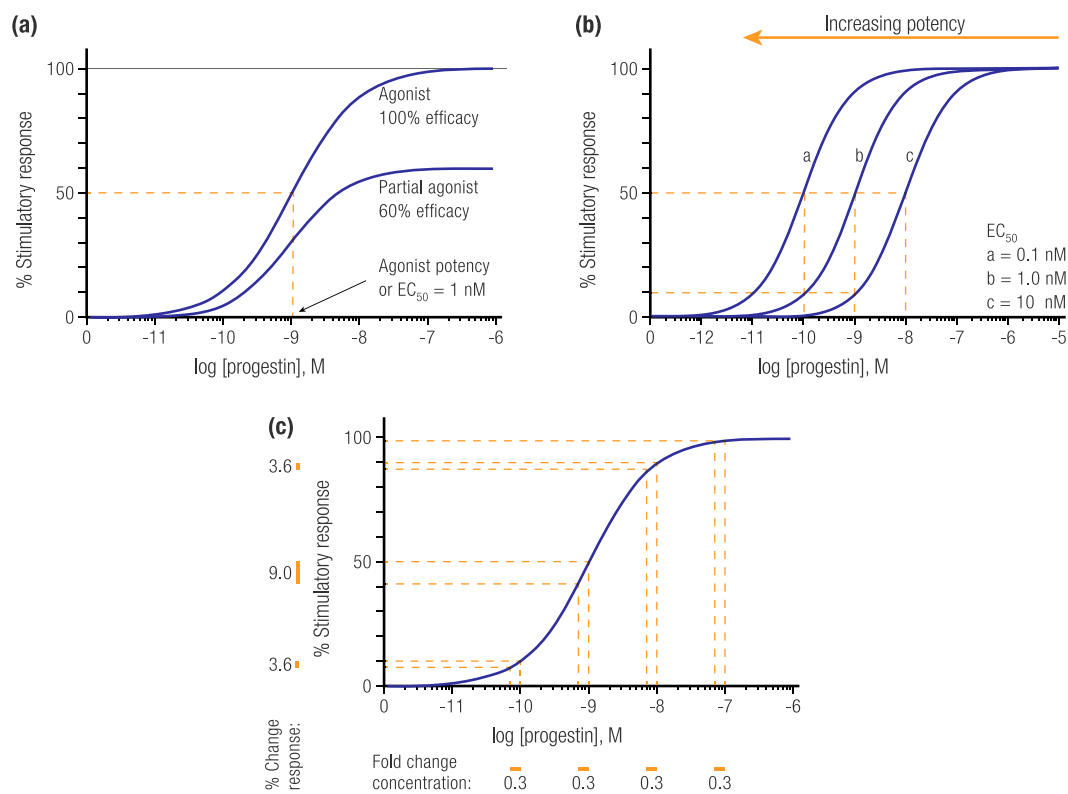 (a)
100
50
0
% Stimulatory response
Agonist
100% efficacy
Partial agonist
60% efficacy
Agonist potency
or EC50 = 1 nM
0 -11 -10 -9 -8 -7 -6
log [progestin], M
(b)
Increasing potency
100
50
0
% Stimulatory response
a b c
EC50
a = 0.1 nM
b = 1.0 nM
c = 10 nM
0 -12 -11 -10 -9 -8 -7 -6 -5
log [progestin], M
(c)
100
50
0
% Stimulatory response
3.6
9.0
3.6
% Change
response:
0 -11 -10 -9 -8 -7 -6
log [progestin], M
Fold change
concentration:
0.3 0.3 0.3 0.3